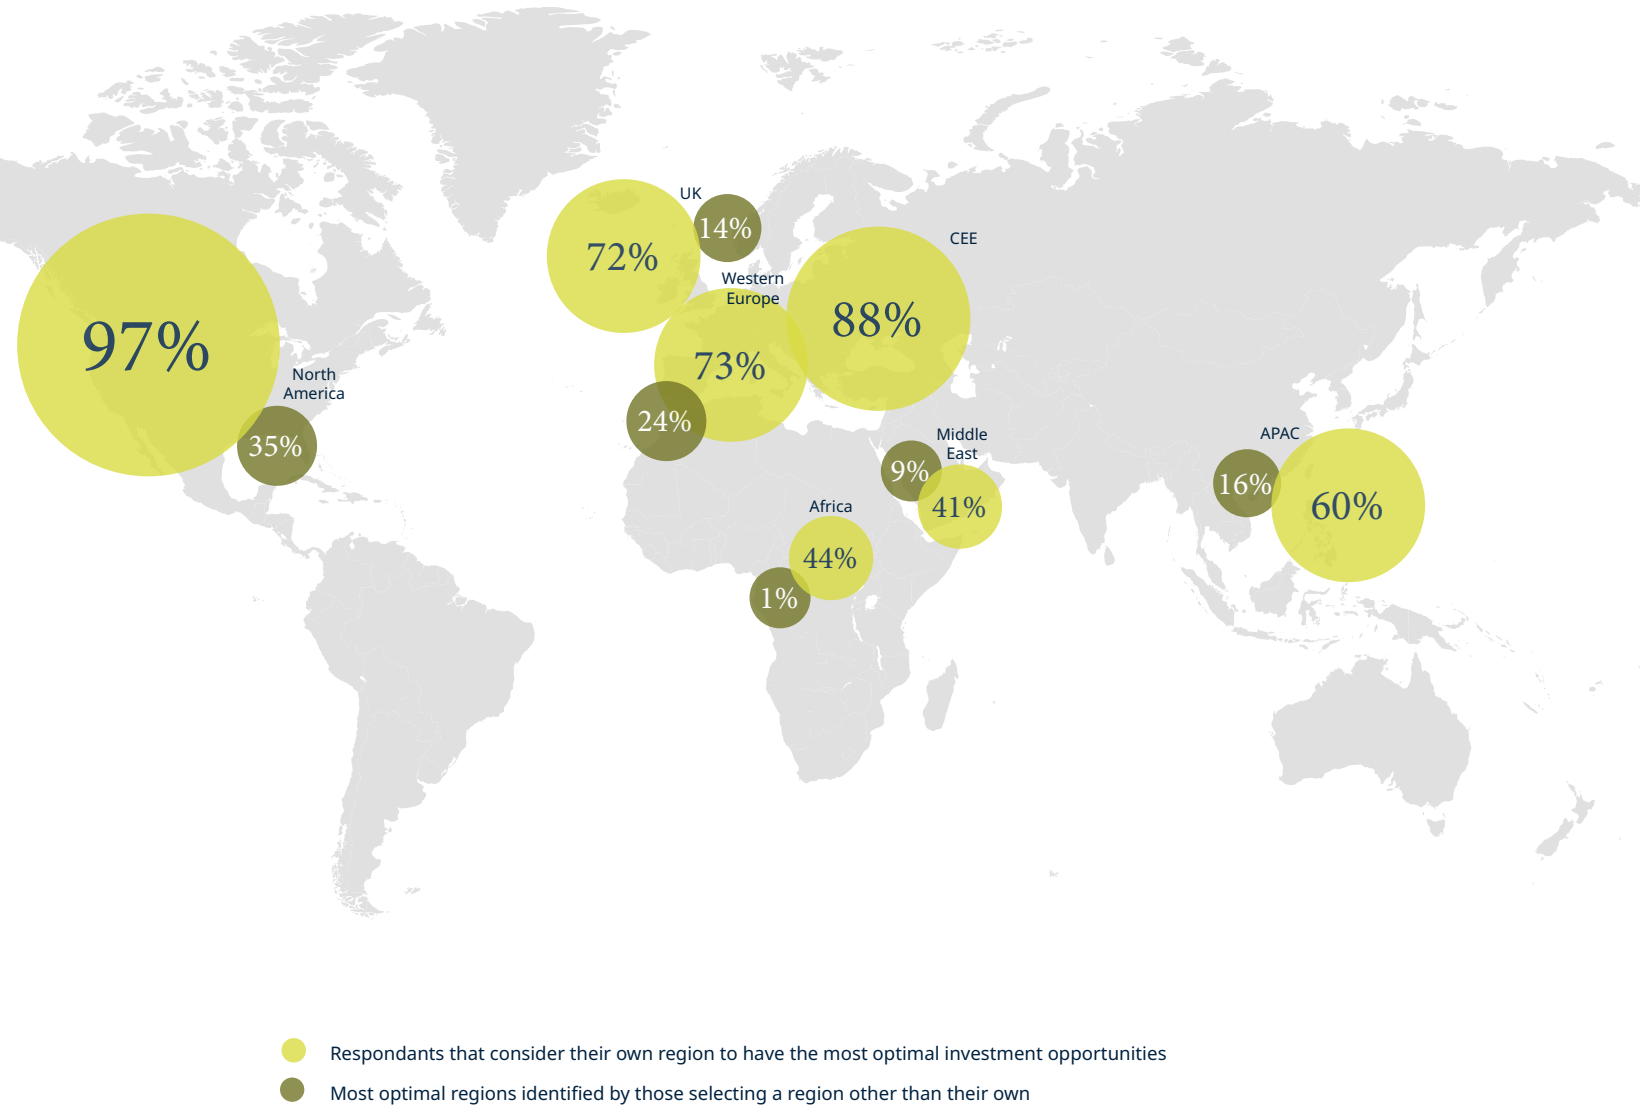 UK
14%
72%
CEE
Western
Europe
88%
97%
73%
North
America
24%
35%
Middle
East
9%
41%
APAC
16%
60%
Africa
44%
1%
Respondants that consider their own region to have the most optimal investment opportunities
Most optimal regions identified by those selecting a region other than their own